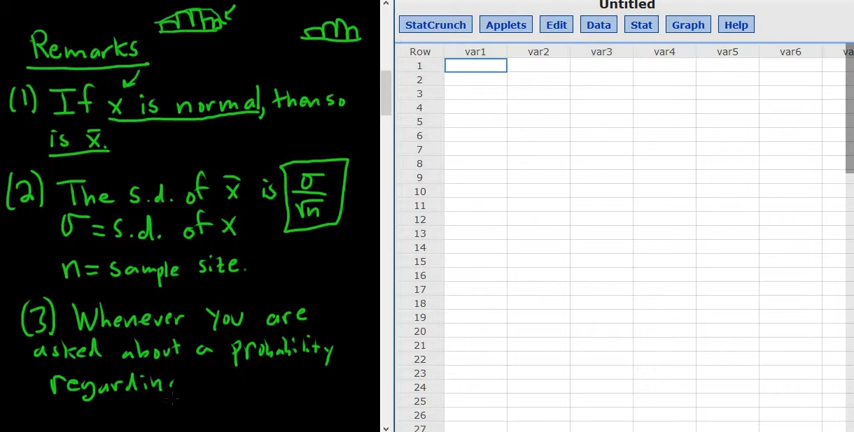 Remarks
(1) If x is normal, then so
is x̄.
(2) The s.d. of x̄ is σ/√n
σ = s.d. of x
n = sample size.
(3) Whenever you are
asked about a probability
regarding
Untitled
StatCrunch Applets Edit Data Stat Graph Help
Row var1 var2 var3 var4 var5 var6 va
1
2
3
4
5
6
7
8
9
10
11
12
13
14
15
16
17
18
19
20
21
22
23
24
25
26
27